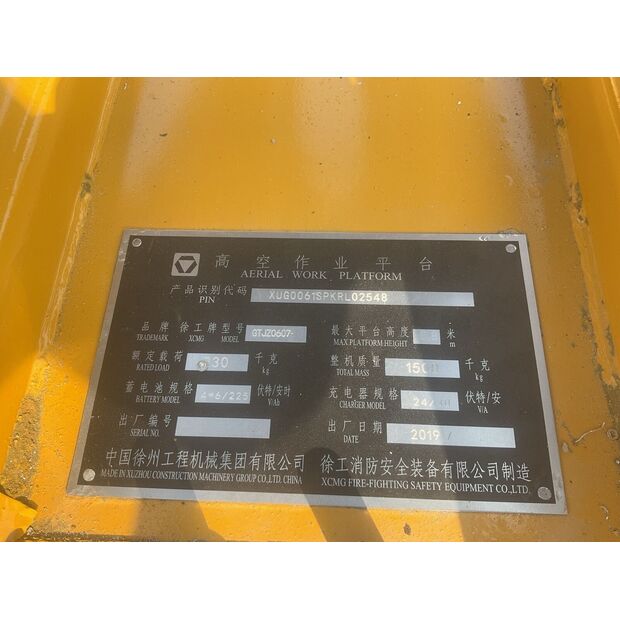 高空作业平台
AERIAL WORK PLATFORM
产品识别代码 XUG0061SPKRL02548
PIN
品牌 徐工牌 型号 GTJZ0607- 最大平台高度 米
TRADEMARK XCMG MODEL MAX PLATFORM HEIGHT m
额定载荷 230 千克 整机质量 150 千克
RATED LOAD kg TOTAL MASS kg
蓄电池规格 4*6/225 伏特/安时 充电器规格 24/ 伏特/安
BATTERY MODEL V/Ah CHARGER MODEL V/A
出厂编号 出厂日期 2019/
SERIAL NO. DATE
中国徐州工程机械集团有限公司 徐工消防安全装备有限公司制造
MADE IN XUZHOU CONSTRUCTION MACHINERY GROUP CO.,LTD. CHINA XCMG FIRE-FIGHTING SAFETY EQUIPMENT CO.,LTD.